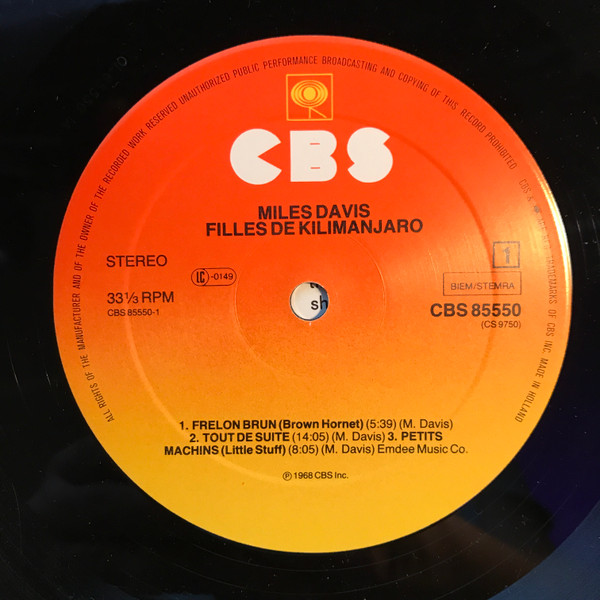 ALL RIGHTS OF THE MANUFACTURER AND OF THE OWNER OF THE RECORDED WORK RESERVED UNAUTHORIZED PUBLIC PERFORMANCE BROADCASTING AND COPYING OF THIS RECORD PROHIBITED
TRADEMARKS OF CBS INC. MADE IN HOLLAND
CBS
MILES DAVIS
FILLES DE KILIMANJARO
STEREO
LC -0149
1
33⅓ RPM
BIEM/STEMRA
CBS 85550-1
CBS 85550
(CS 9750)
sh
1. FRELON BRUN (Brown Hornet) (5:39) (M. Davis)
2. TOUT DE SUITE (14:05) (M. Davis) 3. PETITS
MACHINS (Little Stuff) (8:05) (M. Davis) Emdee Music Co.
℗ 1968 CBS Inc.